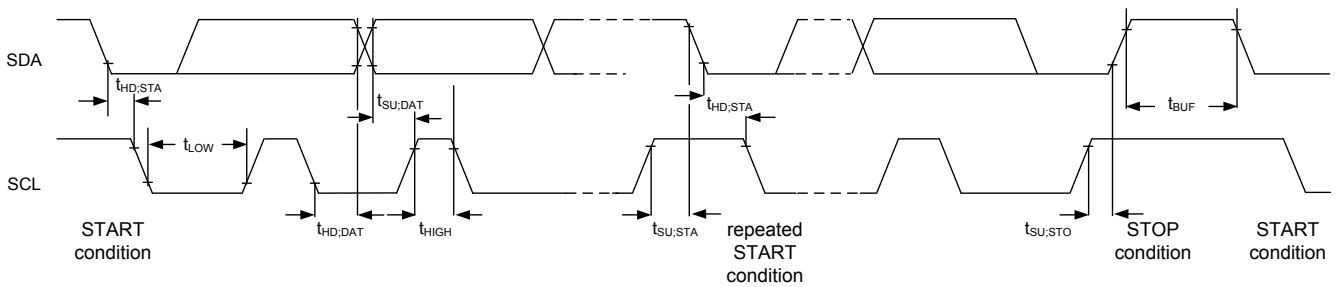 SDA
tHD;STA
tSU;DAT
tHD;STA
tBUF
tLOW
SCL
tHD;DAT
tHIGH
tSU;STA
tSU;STO
START
condition
repeated
START
condition
STOP
condition
START
condition